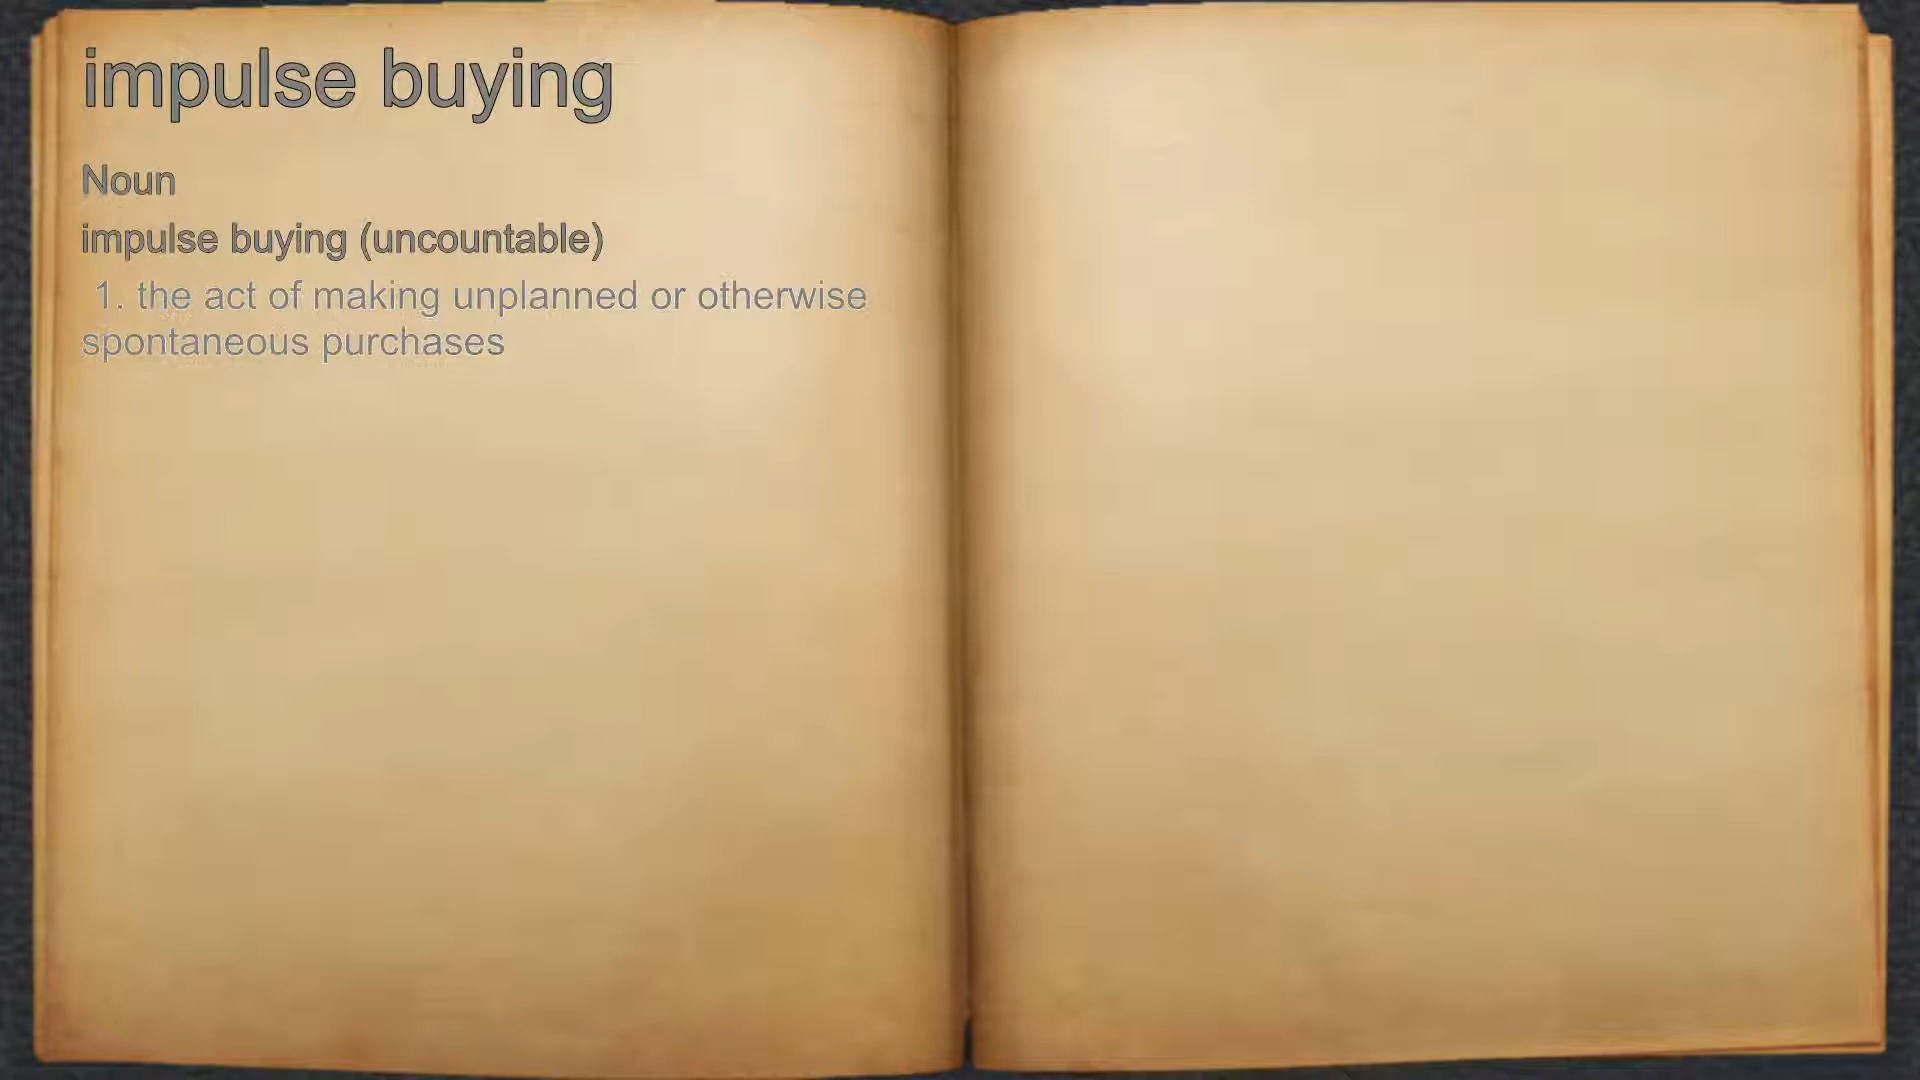 impulse buying
Noun
impulse buying (uncountable)
1. the act of making unplanned or otherwise
spontaneous purchases